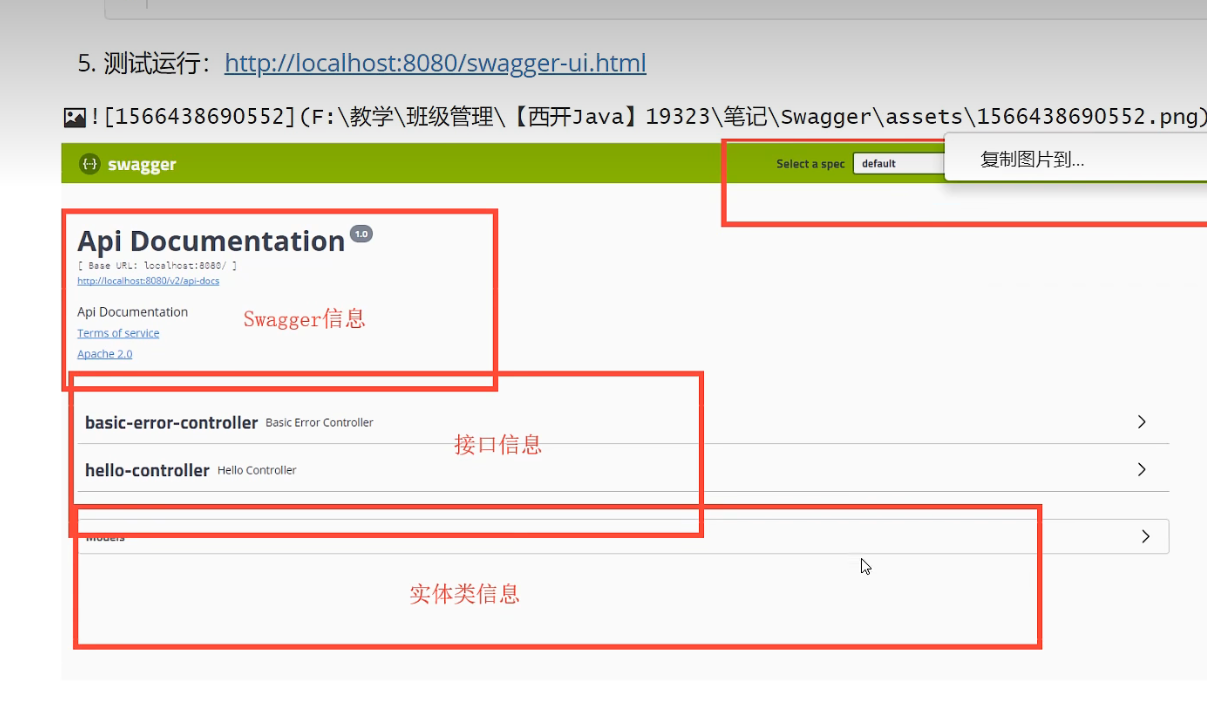 5. 测试运行：http://localhost:8080/swagger-ui.html
![1566438690552](F:\教学\班级管理\【西开Java】19323\笔记\Swagger\assets\1566438690552.png)
swagger
Select a spec default
复制图片到...
Api Documentation 1.0
[ Base URL: localhost:8080/ ]
http://localhost:8080/v2/api-docs
Api Documentation
Swagger信息
Terms of service
Apache 2.0
basic-error-controller Basic Error Controller
接口信息
hello-controller Hello Controller
Models
实体类信息